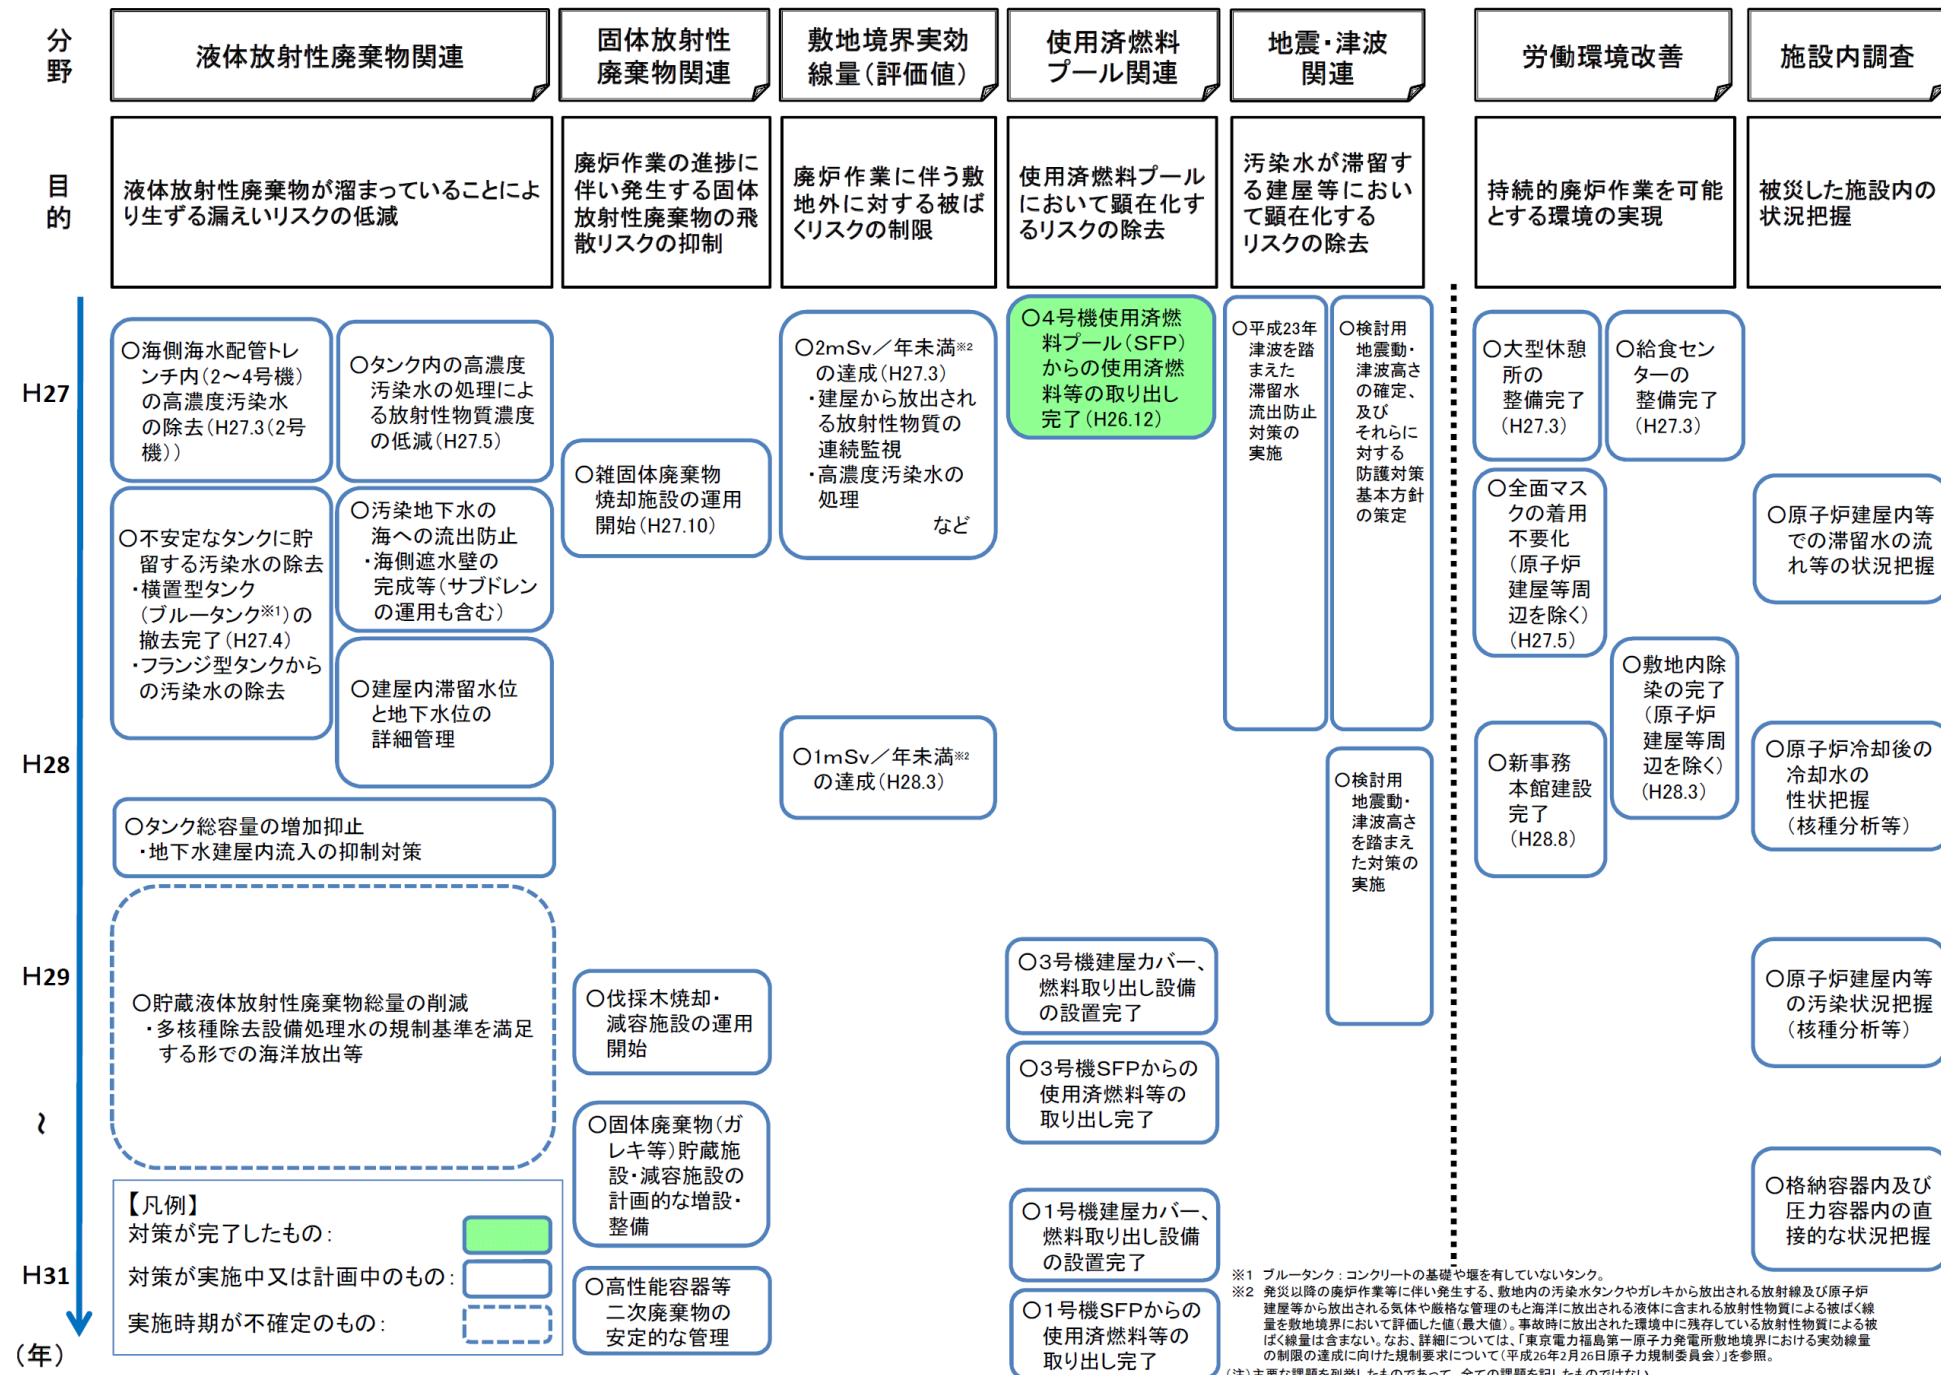 分
野
液体放射性廃棄物関連
固体放射性
廃棄物関連
敷地境界実効
線量(評価値)
使用済燃料
プール関連
地震・津波
関連
労働環境改善
施設内調査
目
的
液体放射性廃棄物が溜まっていることによ
り生ずる漏えいリスクの低減
廃炉作業の進捗に
伴い発生する固体
放射性廃棄物の飛
散リスクの抑制
廃炉作業に伴う敷
地外に対する被ば
くリスクの制限
使用済燃料プール
において顕在化す
るリスクの除去
汚染水が滞留す
る建屋等におい
て顕在化する
リスクの除去
持続的廃炉作業を可能
とする環境の実現
被災した施設内の
状況把握
H27
H28
H29
~
H31
(年)
○海側海水配管トレ
ンチ内(2～4号機)
の高濃度汚染水
の除去(H27.3(2号
機))
○タンク内の高濃度
汚染水の処理によ
る放射性物質濃度
の低減(H27.5)
○不安定なタンクに貯
留する汚染水の除去
・横置型タンク
(ブルータンク※1)の
撤去完了(H27.4)
・フランジ型タンクから
の汚染水の除去
○汚染地下水の
海への流出防止
・海側遮水壁の
完成等(サブドレン
の運用も含む)
○建屋内滞留水位
と地下水位の
詳細管理
○タンク総容量の増加抑止
・地下水建屋内流入の抑制対策
○貯蔵液体放射性廃棄物総量の削減
・多核種除去設備処理水の規制基準を満足
する形での海洋放出等
【凡例】
対策が完了したもの:
対策が実施中又は計画中のもの:
実施時期が不確定のもの:
○雑固体廃棄物
焼却施設の運用
開始(H27.10)
○伐採木焼却・
減容施設の運用
開始
○固体廃棄物(ガ
レキ等)貯蔵施
設・減容施設の
計画的な増設・
整備
○高性能容器等
二次廃棄物の
安定的な管理
○2mSv／年未満※2
の達成(H27.3)
・建屋から放出され
る放射性物質の
連続監視
・高濃度汚染水の
処理
など
○1mSv／年未満※2
の達成(H28.3)
○4号機使用済燃
料プール(SFP)
からの使用済燃
料等の取り出し
完了(H26.12)
○3号機建屋カバー、
燃料取り出し設備
の設置完了
○3号機SFPからの
使用済燃料等の
取り出し完了
○1号機建屋カバー、
燃料取り出し設備
の設置完了
○1号機SFPからの
使用済燃料等の
取り出し完了
○平成23年
津波を踏
まえた
滞留水
流出防止
対策の
実施
○検討用
地震動・
津波高さ
の確定、
及び
それらに
対する
防護対策
基本方針
の策定
○検討用
地震動・
津波高さ
を踏まえ
た対策の
実施
○大型休憩
所の
整備完了
(H27.3)
○給食セン
ターの
整備完了
(H27.3)
○全面マス
クの着用
不要化
(原子炉
建屋等周
辺を除く)
(H27.5)
○敷地内除
染の完了
(原子炉
建屋等周
辺を除く)
(H28.3)
○新事務
本館建設
完了
(H28.8)
○原子炉建屋内等
での滞留水の流
れ等の状況把握
○原子炉冷却後の
冷却水の
性状把握
(核種分析等)
○原子炉建屋内等
の汚染状況把握
(核種分析等)
○格納容器内及び
圧力容器内の直
接的な状況把握
※1 ブルータンク:コンクリートの基礎や堰を有していないタンク。
※2 発災以降の廃炉作業等に伴い発生する、敷地内の汚染水タンクやガレキから放出される放射線及び原子炉
建屋等から放出される気体や厳格な管理のもと海洋に放出される液体に含まれる放射性物質による被ばく線
量を敷地境界において評価した値(最大値)。事故時に放出された環境中に残存している放射性物質による被
ばく線量は含まない。なお、詳細については、「東京電力福島第一原子力発電所敷地境界における実効線量
の制限の達成に向けた規制要求について(平成26年2月26日原子力規制委員会)」を参照。
(注)主要な課題を列挙したものであって、全ての課題を記したものではない